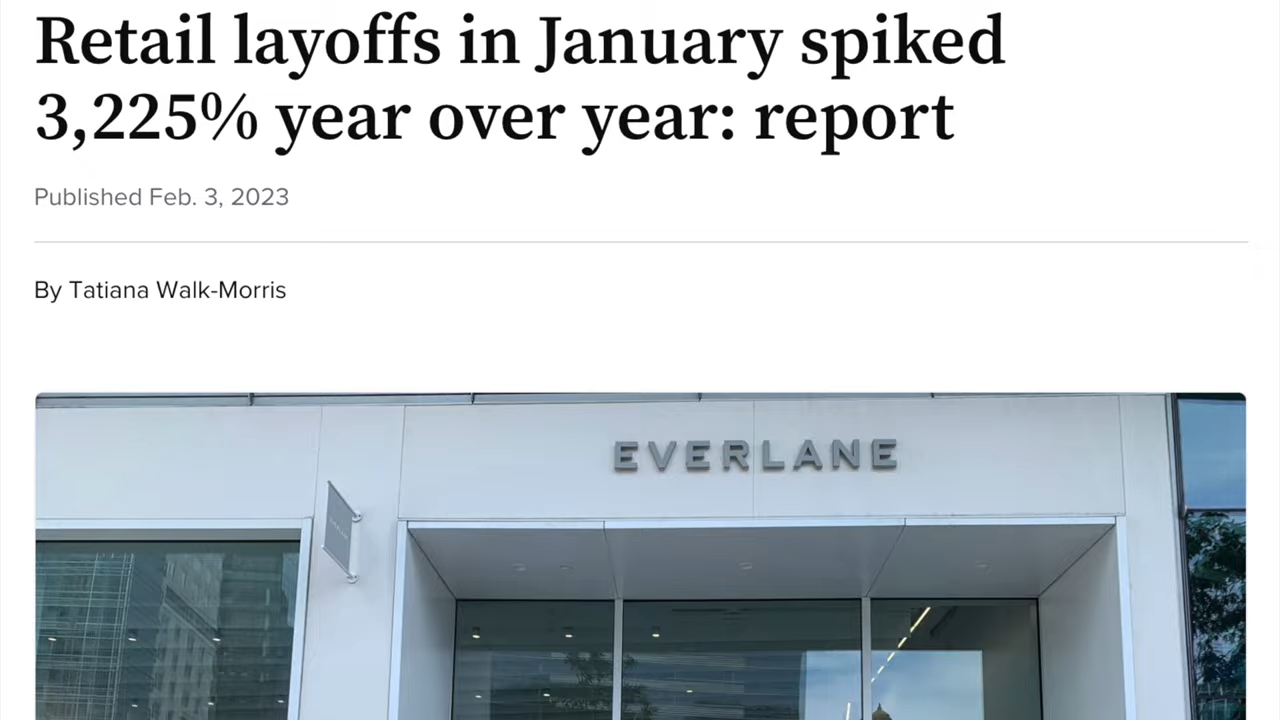 Retail layoffs in January spiked
3,225% year over year: report
Published Feb. 3, 2023
By Tatiana Walk-Morris
EVERLANE